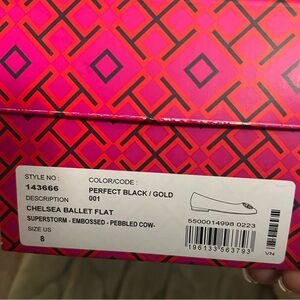 STYLE NO :
143666
COLOR/CODE :
PERFECT BLACK / GOLD
001
DESCRIPTION
CHELSEA BALLET FLAT
SUPERSTORM - EMBOSSED - PEBBLED COW-
SIZE US
8
5500014998 0223
196133563793
VN